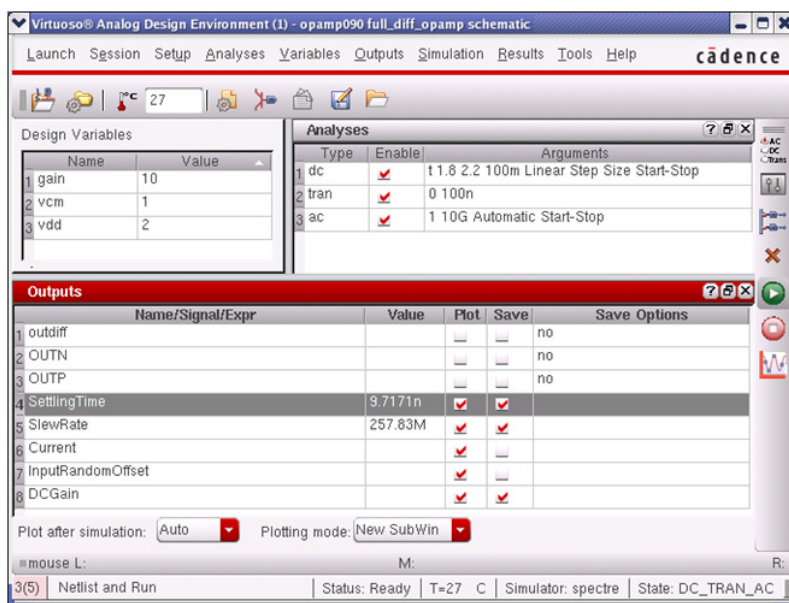 Virtuoso® Analog Design Environment (1) - opamp090 full_diff_opamp schematic
Launch Session Setup Analyses Variables Outputs Simulation Results Tools Help cādence
°C 27
Design Variables
Name Value
1 gain 10
2 vcm 1
3 vdd 2
Analyses
Type Enable Arguments
1 dc t 1.8 2.2 100m Linear Step Size Start-Stop
2 tran 0 100n
3 ac 1 10G Automatic Start-Stop
AC
DC
Trans
Outputs
Name/Signal/Expr Value Plot Save Save Options
1 outdiff no
2 OUTN no
3 OUTP no
4 SettlingTime 9.7171n
5 SlewRate 257.83M
6 Current
7 InputRandomOffset
8 DCGain
Plot after simulation: Auto Plotting mode: New SubWin
mouse L: M: R:
3(5) Netlist and Run Status: Ready T=27 C Simulator: spectre State: DC_TRAN_AC